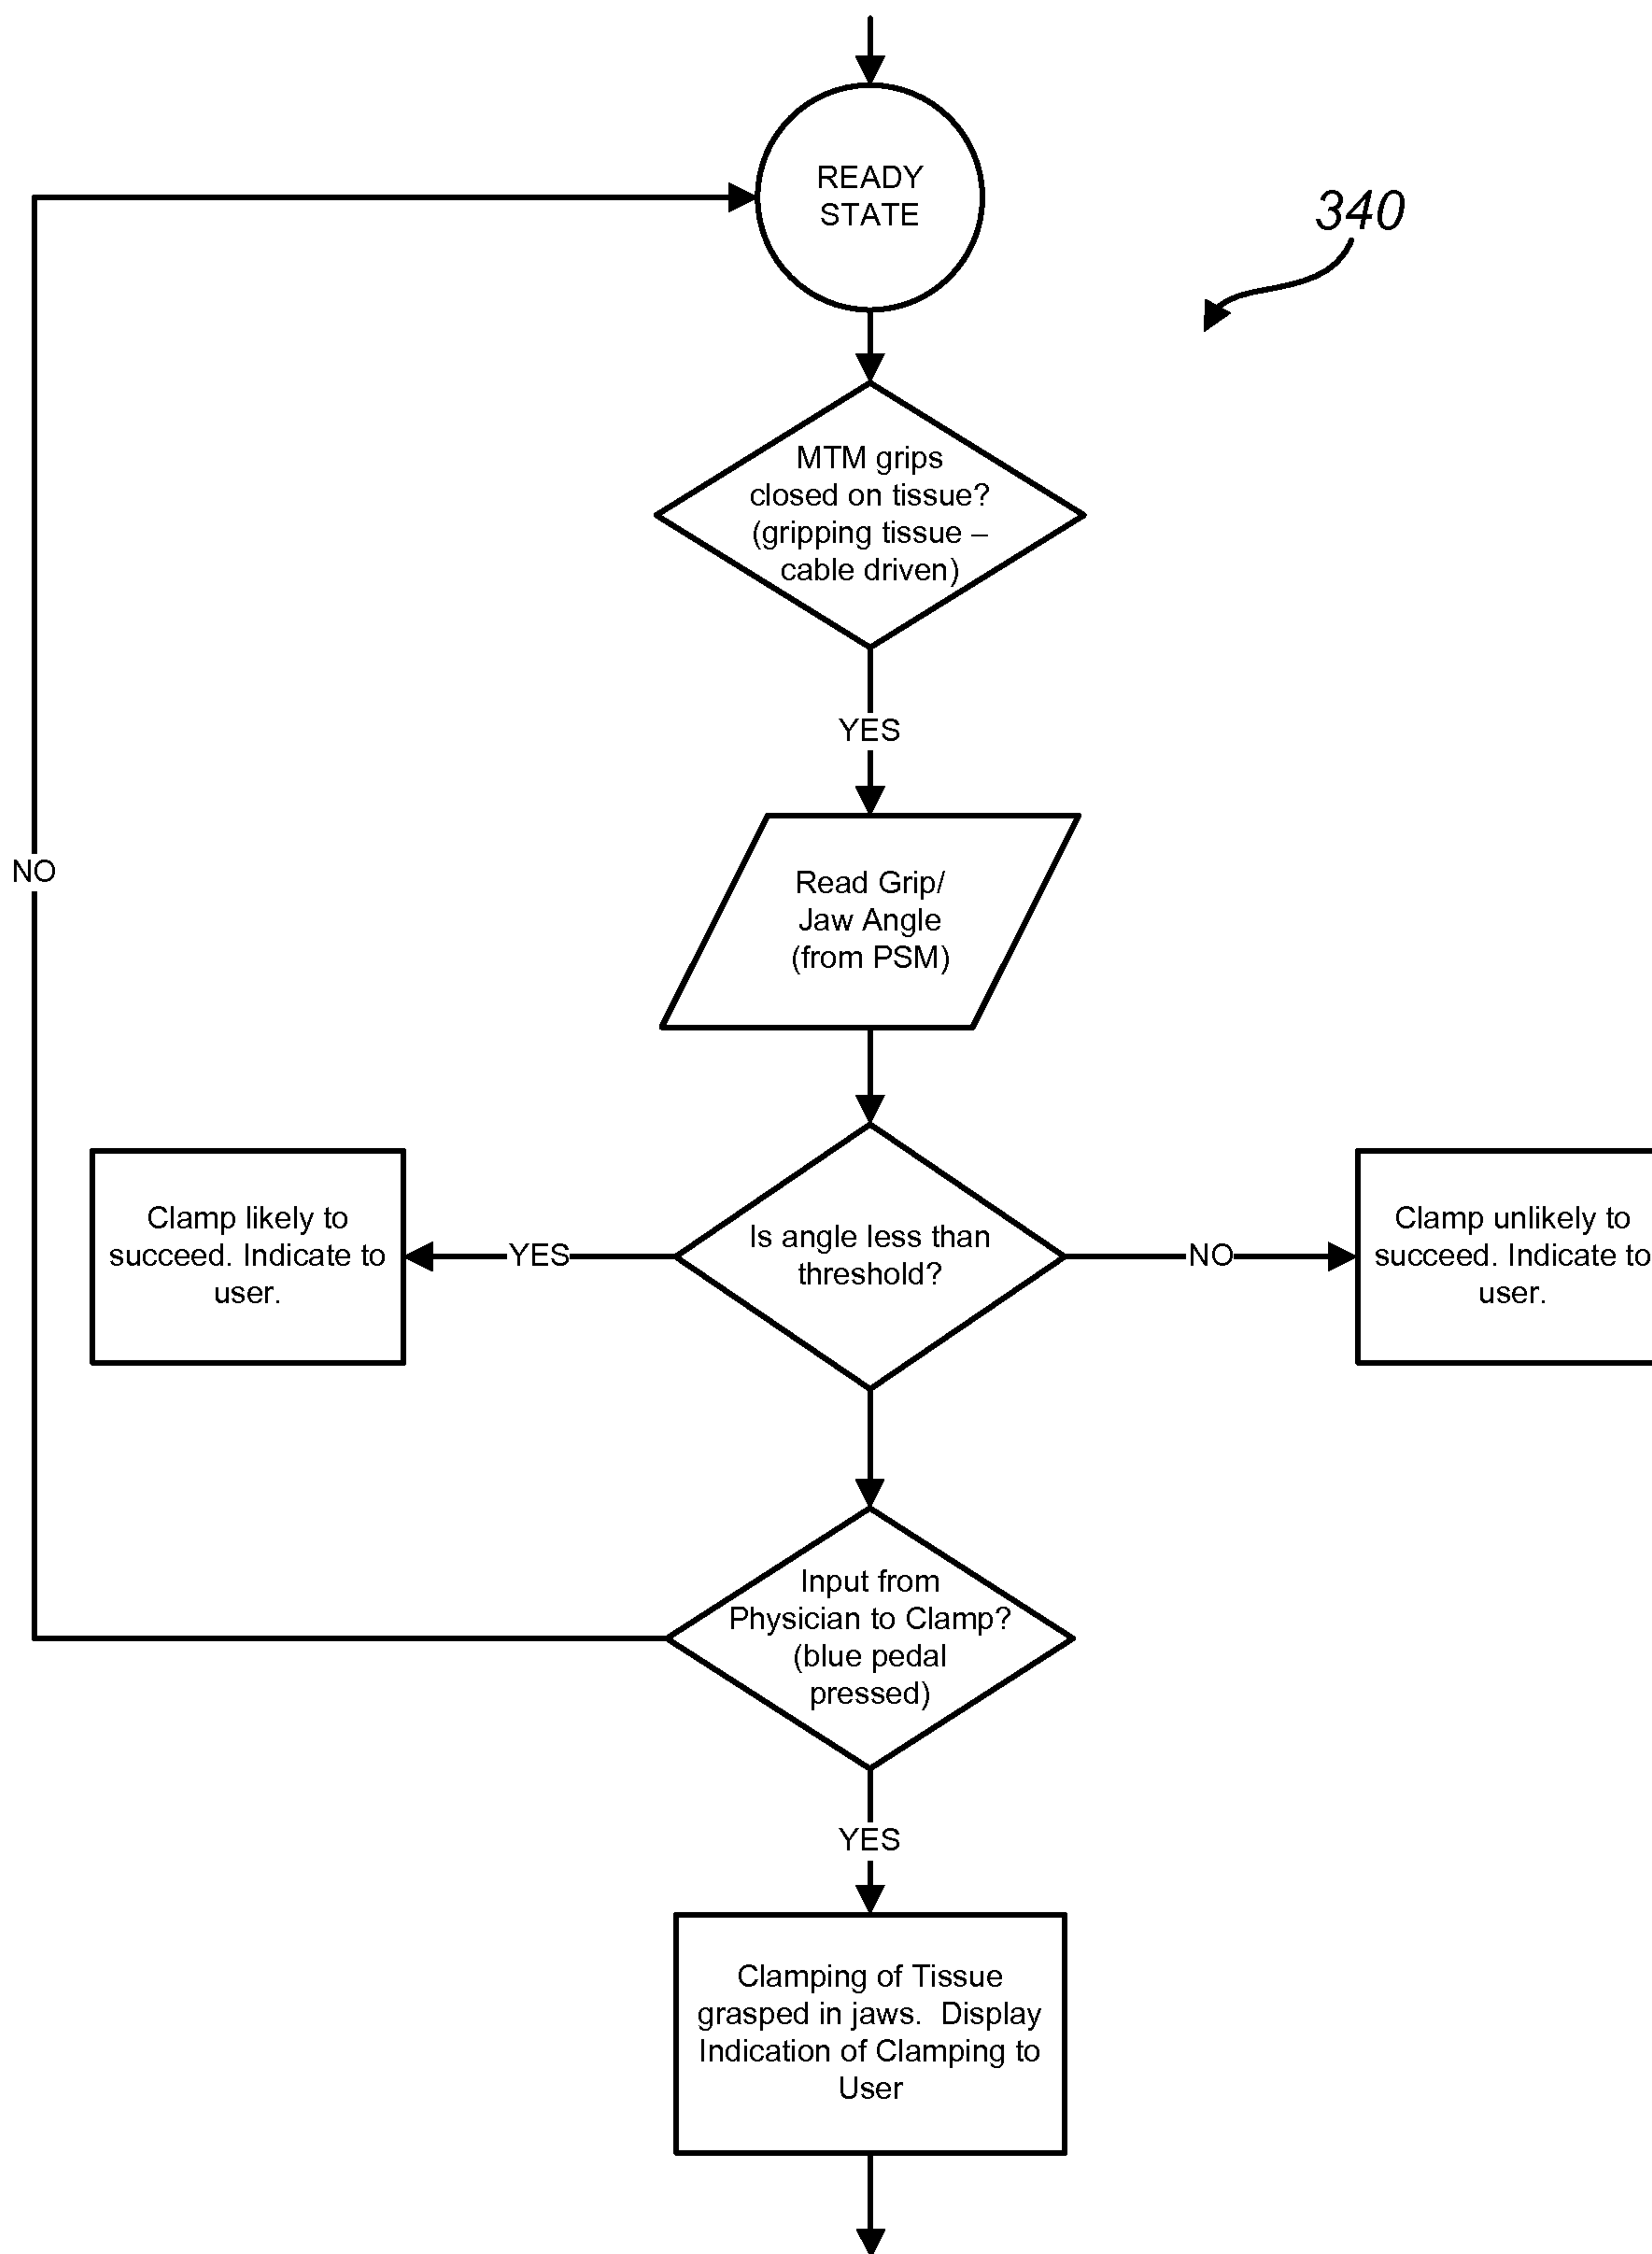 READY
STATE
340
MTM grips
closed on tissue?
(gripping tissue –
cable driven)
YES
NO
Read Grip/
Jaw Angle
(from PSM)
Clamp likely to
succeed. Indicate to
user.
YES
Is angle less than
threshold?
NO
Clamp unlikely to
succeed. Indicate to
user.
Input from
Physician to Clamp?
(blue pedal
pressed)
YES
Clamping of Tissue
grasped in jaws.  Display
Indication of Clamping to
User